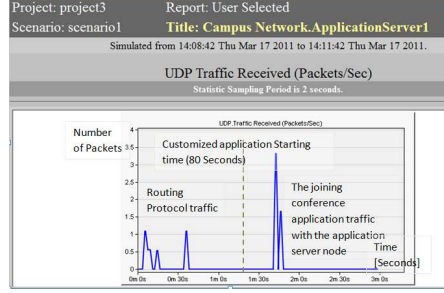 Project: project3 Report: User Selected
Scenario: scenario1 Title: Campus Network.ApplicationServer1
Simulated from 14:08:42 Thu Mar 17 2011 to 14:11:42 Thu Mar 17 2011.
UDP Traffic Received (Packets/Sec)
Statistic Sampling Period is 2 seconds.
UDP.Traffic Received (Packets/Sec)
Number
of Packets
Customized application Starting
time (80 Seconds)
Routing
Protocol traffic
The joining
conference
application traffic
with the application
server node
Time
[Seconds]
4
3.5
3
2.5
2
1.5
1
0.5
0
0m 0s 0m 30s 1m 0s 1m 30s 2m 0s 2m 30s 3m 0s